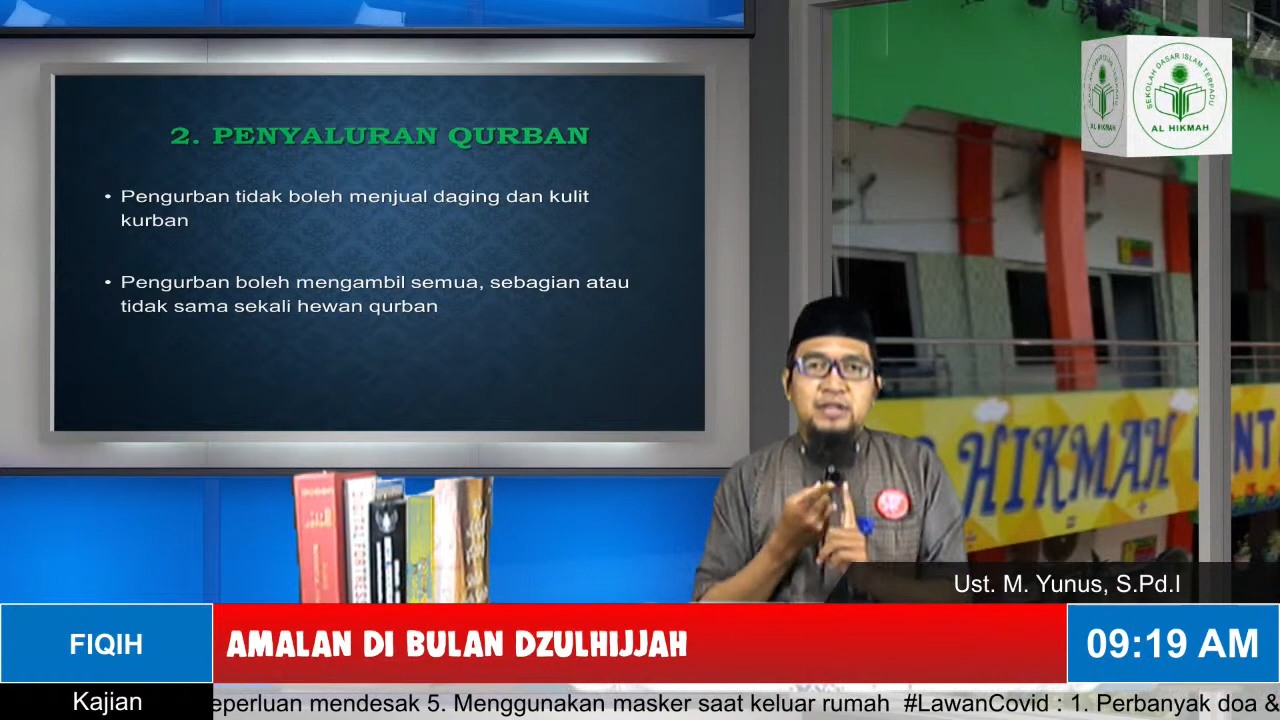 2. PENYALURAN QURBAN
• Pengurban tidak boleh menjual daging dan kulit
kurban
• Pengurban boleh mengambil semua, sebagian atau
tidak sama sekali hewan qurban
SEKOLAH DASAR ISLAM TERPADU
AL HIKMAH
HIKMAH
DIGITAL FORTRESS
Ust. M. Yunus, S.Pd.I
FIQIH
AMALAN DI BULAN DZULHIJJAH
09:19 AM
Kajian
eperluan mendesak 5. Menggunakan masker saat keluar rumah #LawanCovid : 1. Perbanyak doa &